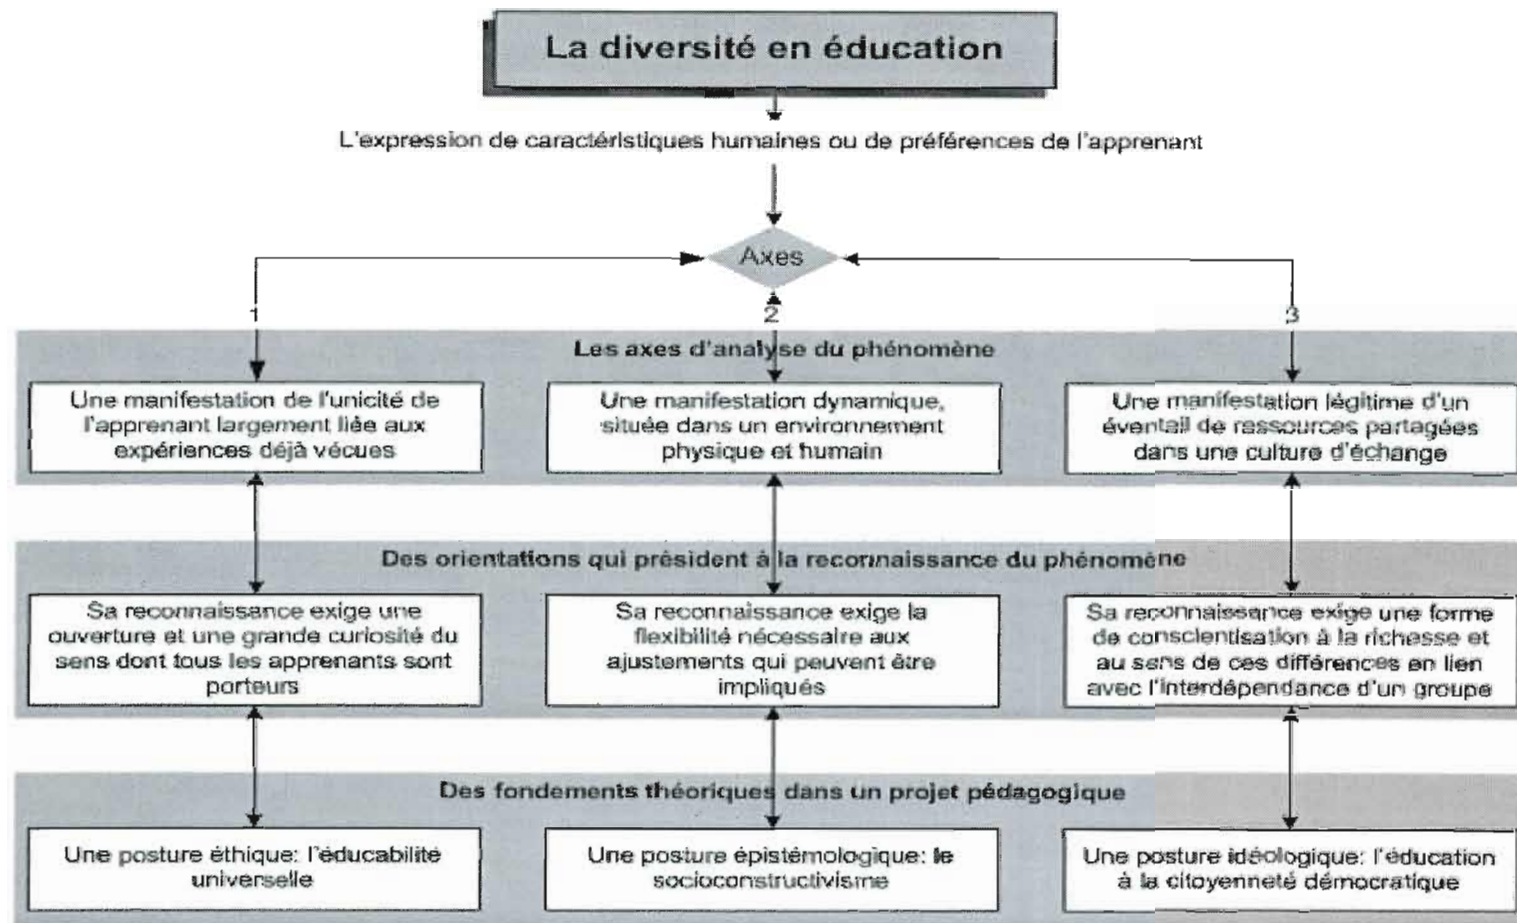 La diversité en éducation
L'expression de caractéristiques humaines ou de préférences de l'apprenant
Axes
1
2
3
Les axes d'analyse du phénomène
Une manifestation de l'unicité de
l'apprenant largement liée aux
expériences déjà vécues
Une manifestation dynamique,
située dans un environnement
physique et humain
Une manifestation légitime d'un
éventail de ressources partagées
dans une culture d'échange
Des orientations qui président à la reconnaissance du phénomène
Sa reconnaissance exige une
ouverture et une grande curiosité du
sens dont tous les apprenants sont
porteurs
Sa reconnaissance exige la
flexibilité nécessaire aux
ajustements qui peuvent être
impliqués
Sa reconnaissance exige une forme
de conscientisation à la richesse et
au sens de ces différences en lien
avec l'interdépendance d'un groupe
Des fondements théoriques dans un projet pédagogique
Une posture éthique: l'éducabilité
universelle
Une posture épistémologique: le
socioconstructivisme
Une posture idéologique: l'éducation
à la citoyenneté démocratique